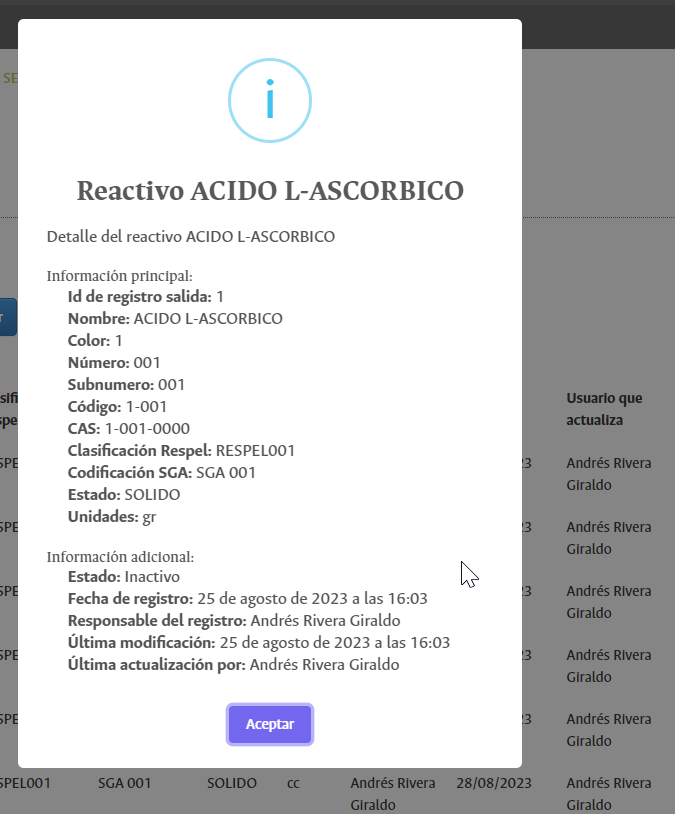 SE
i
Reactivo ACIDO L-ASCORBICO
Detalle del reactivo ACIDO L-ASCORBICO
Información principal:
Id de registro salida: 1
Nombre: ACIDO L-ASCORBICO
Color: 1
Número: 001
Subnumero: 001
Código: 1-001
CAS: 1-001-0000
Clasificación Respel: RESPEL001
Codificación SGA: SGA 001
Estado: SOLIDO
Unidades: gr
Información adicional:
Estado: Inactivo
Fecha de registro: 25 de agosto de 2023 a las 16:03
Responsable del registro: Andrés Rivera Giraldo
Última modificación: 25 de agosto de 2023 a las 16:03
Última actualización por: Andrés Rivera Giraldo
Aceptar
Usuario que
actualiza
Andrés Rivera
Giraldo
Andrés Rivera
Giraldo
Andrés Rivera
Giraldo
Andrés Rivera
Giraldo
Andrés Rivera
Giraldo
SPEL001 SGA 001 SOLIDO cc Andrés Rivera 28/08/2023 Andrés Rivera
Giraldo Giraldo